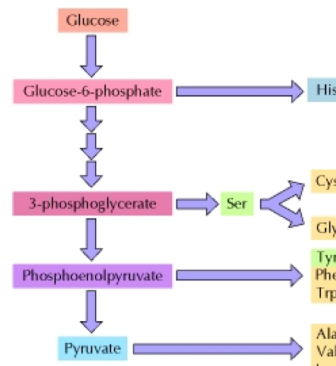 Glucose
Glucose-6-phosphate
His
3-phosphoglycerate
Ser
Cys
Gly
Phosphoenolpyruvate
Tyr
Phe
Trp
Pyruvate
Ala
Val